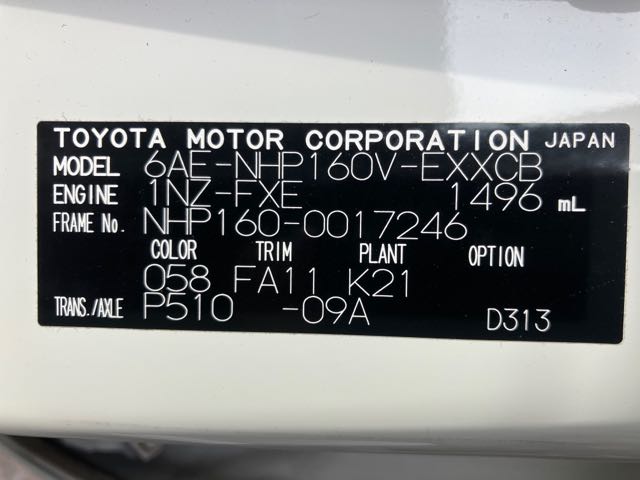 TOYOTA MOTOR CORPORATION JAPAN
MODEL 6AE-NHP160V-EXXCB
ENGINE 1NZ-FXE 1496 mL
FRAME No. NHP160-0017246
COLOR TRIM PLANT OPTION
058 FA11 K21
TRANS./AXLE P510 -09A D313